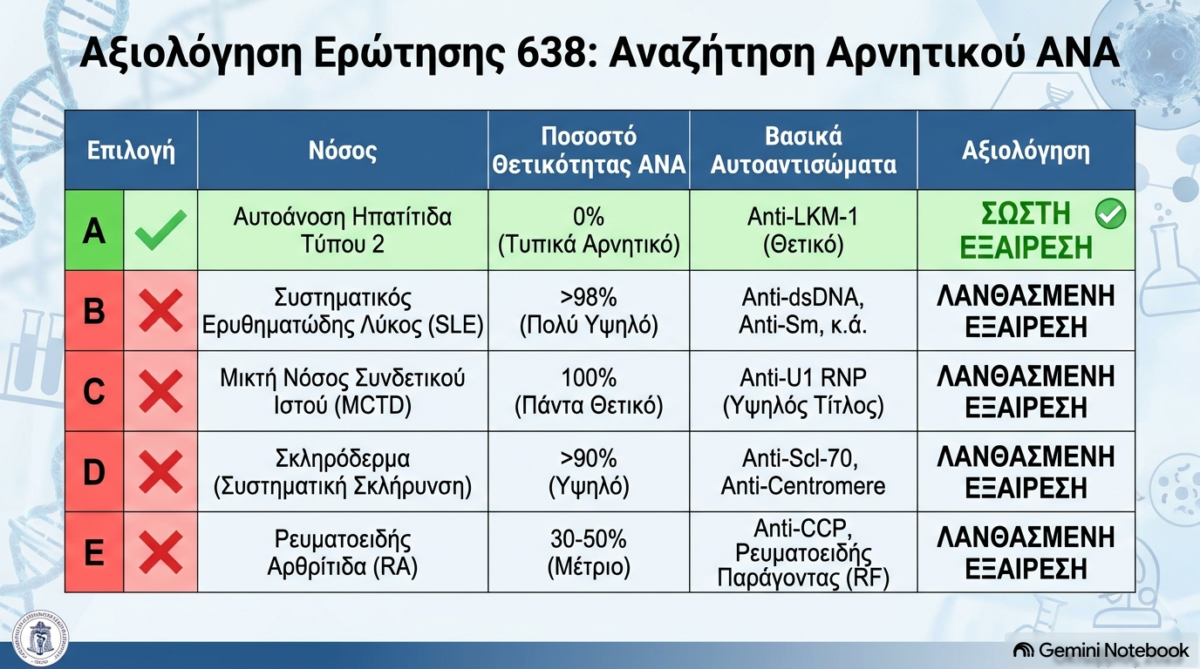 Αξιολόγηση Ερώτησης 638: Αναζήτηση Αρνητικού ANA
Επιλογή
Νόσος
Ποσοστό
Θετικότητας ANA
Βασικά
Αυτοαντισώματα
Αξιολόγηση
A
Αυτοάνοση Ηπατίτιδα
Τύπου 2
0%
(Τυπικά Αρνητικό)
Anti-LKM-1
(Θετικό)
ΣΩΣΤΗ
ΕΞΑΙΡΕΣΗ
B
Συστηματικός
Ερυθηματώδης Λύκος (SLE)
>98%
(Πολύ Υψηλό)
Anti-dsDNA,
Anti-Sm, κ.ά.
ΛΑΝΘΑΣΜΕΝΗ
ΕΞΑΙΡΕΣΗ
C
Μικτή Νόσος Συνδετικού
Ιστού (MCTD)
100%
(Πάντα Θετικό)
Anti-U1 RNP
(Υψηλός Τίτλος)
ΛΑΝΘΑΣΜΕΝΗ
ΕΞΑΙΡΕΣΗ
D
Σκληρόδερμα
(Συστηματική Σκλήρυνση)
>90%
(Υψηλό)
Anti-Scl-70,
Anti-Centromere
ΛΑΝΘΑΣΜΕΝΗ
ΕΞΑΙΡΕΣΗ
E
Ρευματοειδής
Αρθρίτιδα (RA)
30-50%
(Μέτριο)
Anti-CCP,
Ρευματοειδής
Παράγοντας (RF)
ΛΑΝΘΑΣΜΕΝΗ
ΕΞΑΙΡΕΣΗ
Gemini Notebook